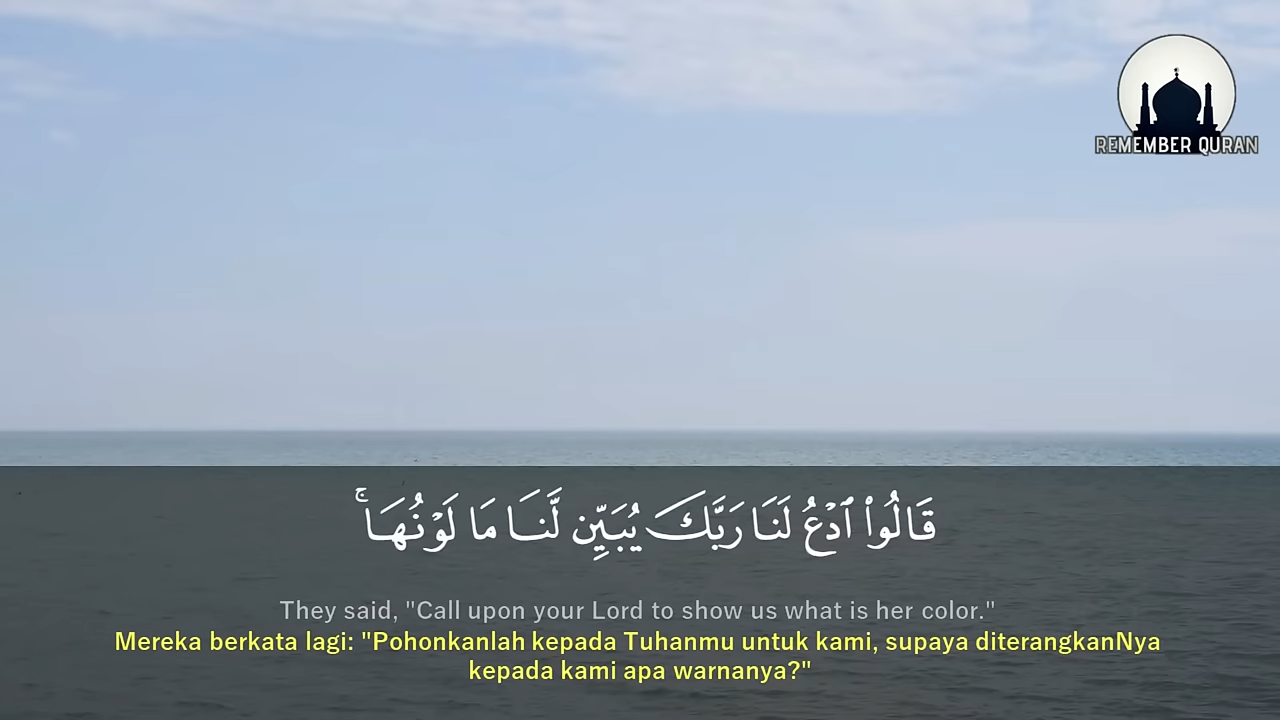 REMEMBER QURAN
قَالُوا۟ ٱدْعُ لَنَا رَبَّكَ يُبَيِّن لَّنَا مَا لَوْنُهَا ۚ
They said, "Call upon your Lord to show us what is her color."
Mereka berkata lagi: "Pohonkanlah kepada Tuhanmu untuk kami, supaya diterangkanNya
kepada kami apa warnanya?"